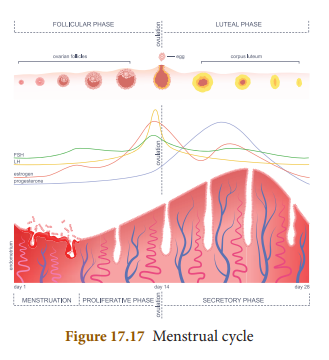 FOLLICULAR PHASE
LUTEAL PHASE
ovulation
ovarian follicles
egg
corpus luteum
FSH
LH
estrogen
progesterone
ovulation
endometrium
day 1
day 14
day 28
MENSTRUATION
PROLIFERATIVE PHASE
ovulation
SECRETORY PHASE
Figure 17.17 Menstrual cycle